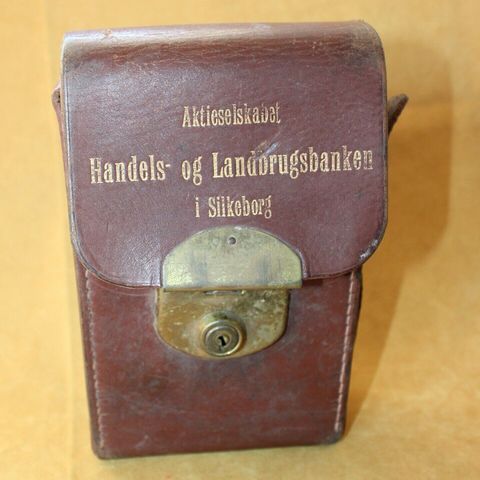 Aktieselskabet
Handels- og Landbrugsbanken
i Silkeborg